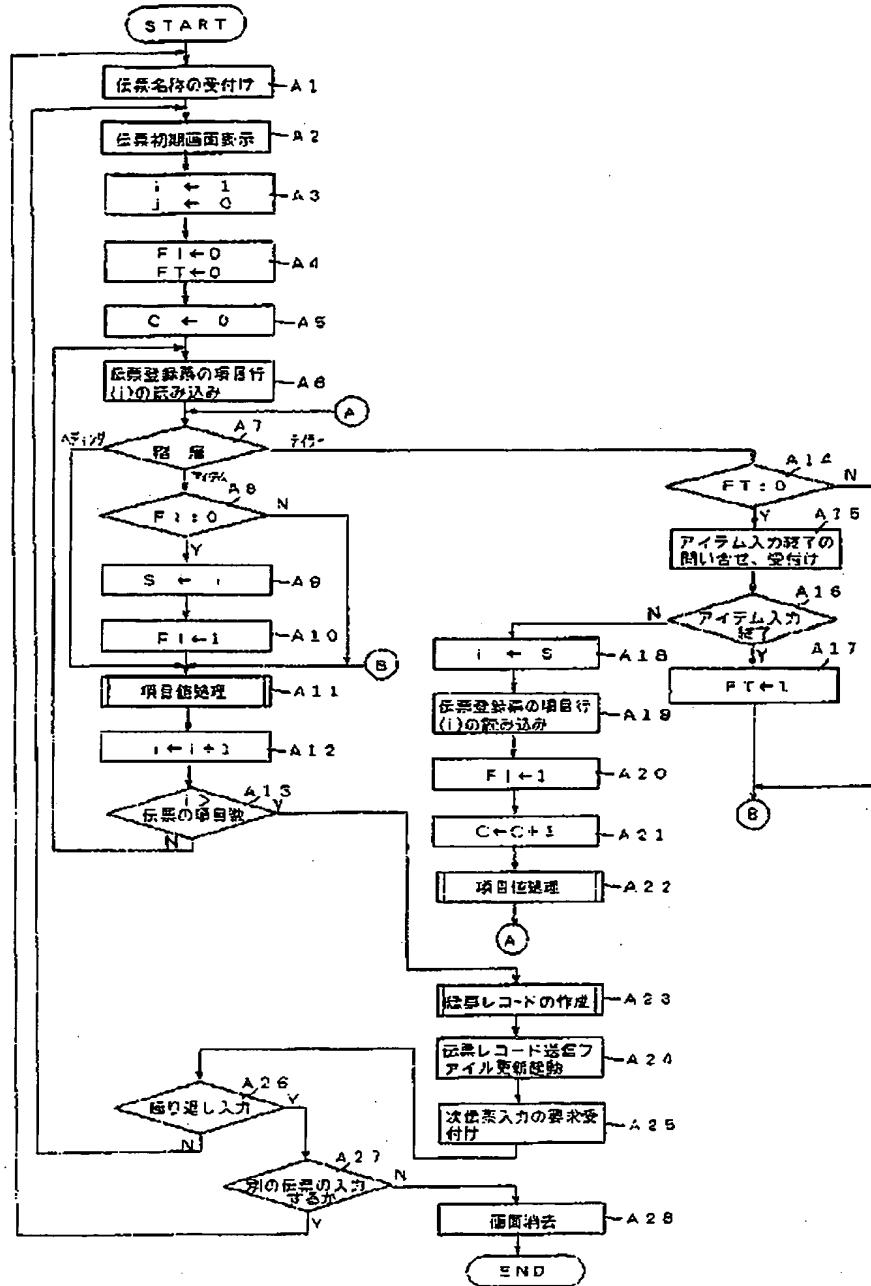 START
伝票名称の受付け
A1
伝票初期画面表示
A2
i ← 1
j ← 0
A3
FI←0
FT←0
A4
C ← 0
A5
伝票登録票の項目行
(i)の読み込み
A6
A
A7
ヘディング
テイラー
階層
アイテム
A8
FI:0
N
Y
S ← i
A9
FI←1
A10
B
項目値処理
A11
i←i+1
A12
A13
i>
伝票の項目数
Y
N
A14
FT:0
N
Y
A15
アイテム入力終了の
問い合せ、受付け
A16
アイテム入力
終了
N
Y
A17
FT←1
B
i ← S
A18
伝票登録票の項目行
(i)の読み込み
A19
FI←1
A20
C←C+1
A21
項目値処理
A22
A
伝票レコードの作成
A23
伝票レコード送信フ
ァイル更新起動
A24
次伝票入力の要求受
付け
A25
A26
繰り返し入力
Y
N
A27
別の伝票の入力
するか
N
Y
画面消去
A28
END